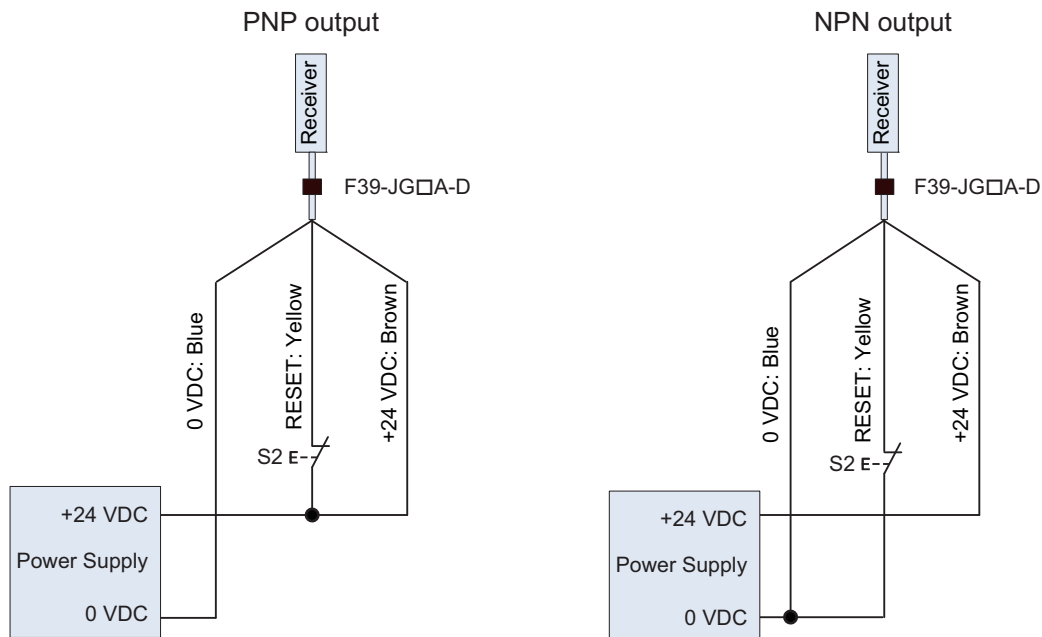 PNP output
Receiver
F39-JG□A-D
0 VDC: Blue
RESET: Yellow
+24 VDC: Brown
S2
+24 VDC
Power Supply
0 VDC
NPN output
Receiver
F39-JG□A-D
0 VDC: Blue
RESET: Yellow
+24 VDC: Brown
S2
+24 VDC
Power Supply
0 VDC